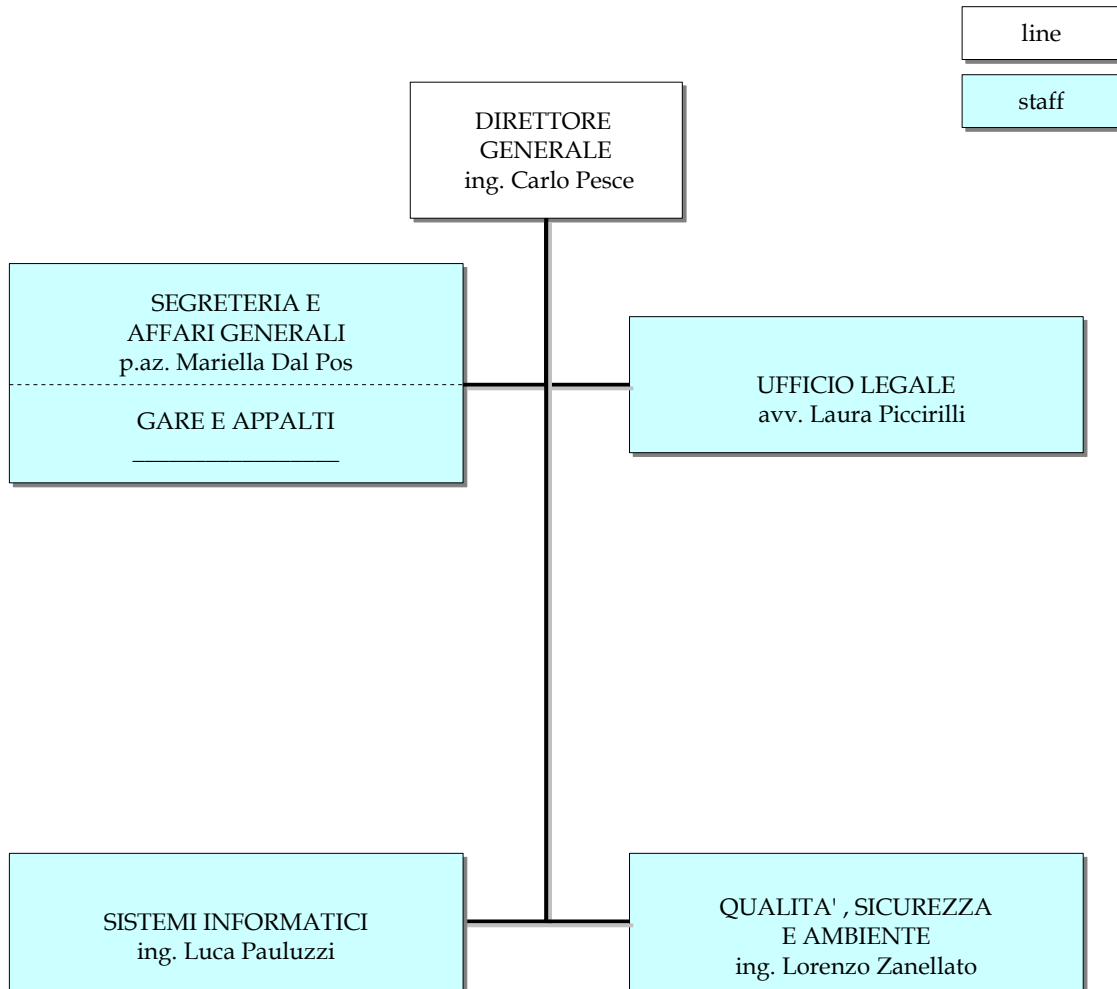 line
staff
DIRETTORE
GENERALE
ing. Carlo Pesce
SEGRETERIA E
AFFARI GENERALI
p.az. Mariella Dal Pos
GARE E APPALTI
_________________
UFFICIO LEGALE
avv. Laura Piccirilli
SISTEMI INFORMATICI
ing. Luca Pauluzzi
QUALITA' , SICUREZZA
E AMBIENTE
ing. Lorenzo Zanellato